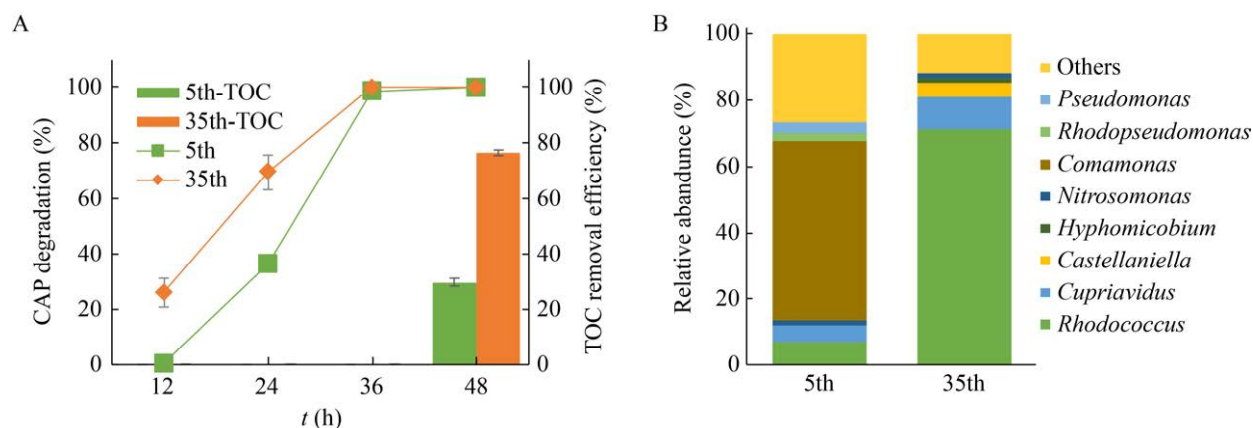 A
CAP degradation (%)
100
80
60
40
20
0
5th-TOC
35th-TOC
5th
35th
12
24
36
48
t (h)
100
80
60
40
20
0
TOC removal efficiency (%)
B
Relative abundance (%)
100
80
60
40
20
0
5th
35th
Others
Pseudomonas
Rhodopseudomonas
Comamonas
Nitrosomonas
Hyphomicobium
Castellaniella
Cupriavidus
Rhodococcus